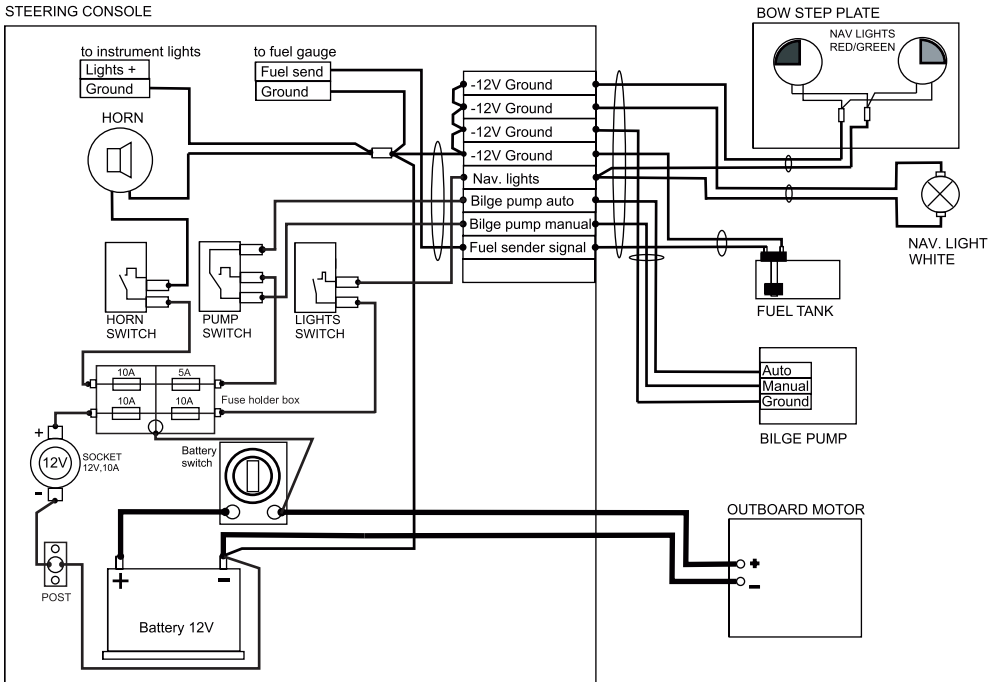 STEERING CONSOLE
BOW STEP PLATE
NAV LIGHTS
RED/GREEN
to instrument lights
Lights +
Ground
to fuel gauge
Fuel send
Ground
HORN
-12V Ground
-12V Ground
-12V Ground
-12V Ground
Nav. lights
Bilge pump auto
Bilge pump manual
Fuel sender signal
NAV. LIGHT
WHITE
HORN
SWITCH
PUMP
SWITCH
LIGHTS
SWITCH
FUEL TANK
10A
5A
10A
10A
Fuse holder box
Auto
Manual
Ground
BILGE PUMP
+
12V
-
SOCKET
12V,10A
Battery
switch
OUTBOARD MOTOR
+
-
POST
+
-
Battery 12V